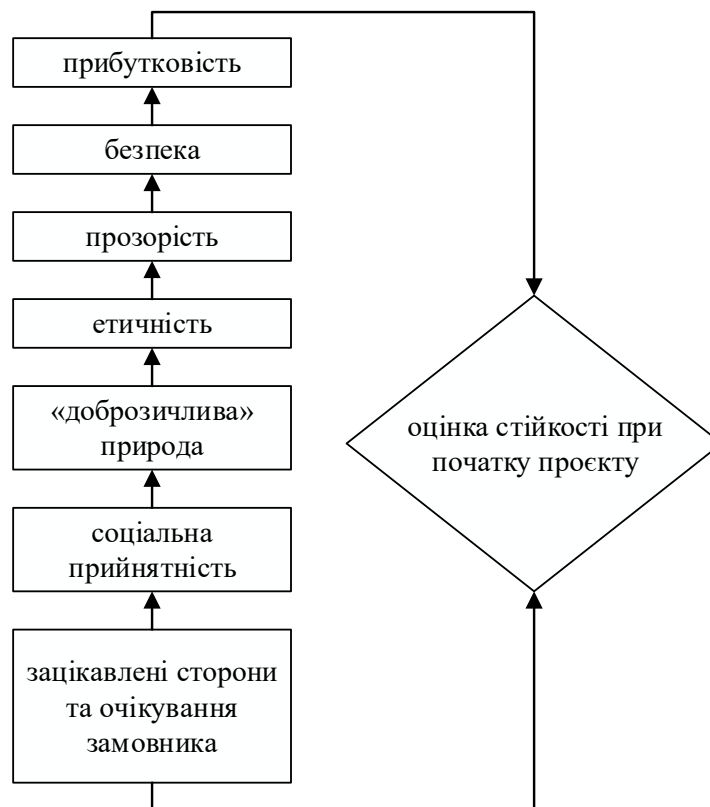 прибутковість
безпека
прозорість
етичність
«доброзичлива»
природа
соціальна
прийнятність
зацікавлені сторони
та очікування
замовника
оцінка стійкості при
початку проєкту